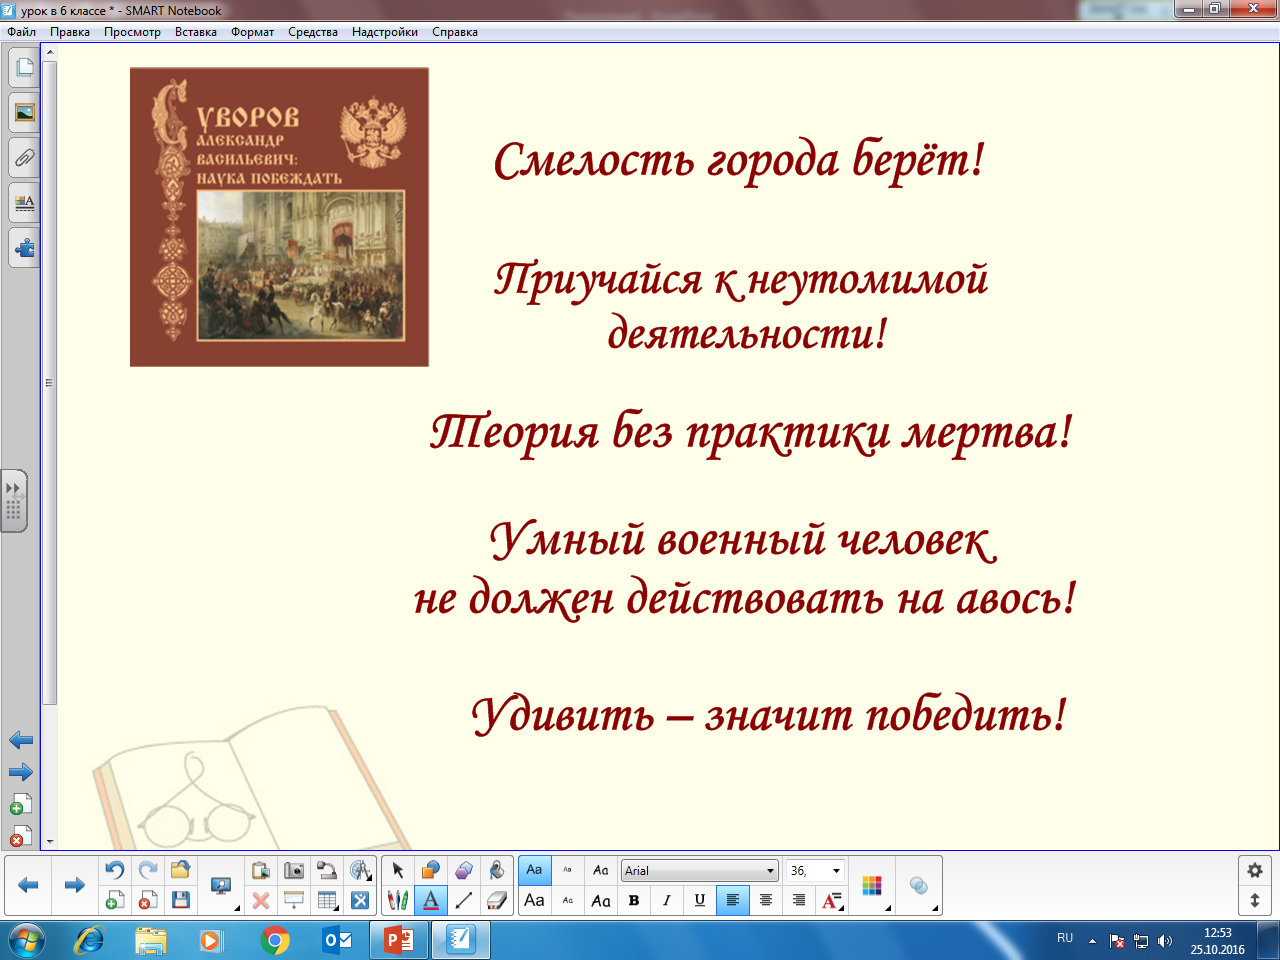 урок в 6 классе * - SMART Notebook
Файл Правка Просмотр Вставка Формат Средства Надстройки Справка
СУВОРОВ
АЛЕКСАНДР
ВАСИЛЬЕВИЧ:
НАУКА ПОБЕЖДАТЬ
Смелость города берёт!
Приучайся к неутомимой
деятельности!
Теория без практики мертва!
Умный военный человек
не должен действовать на авось!
Удивить – значит победить!
Aa Aa Aa Arial 36,
Aa Aa Aa B I U A
RU 12:53
25.10.2016